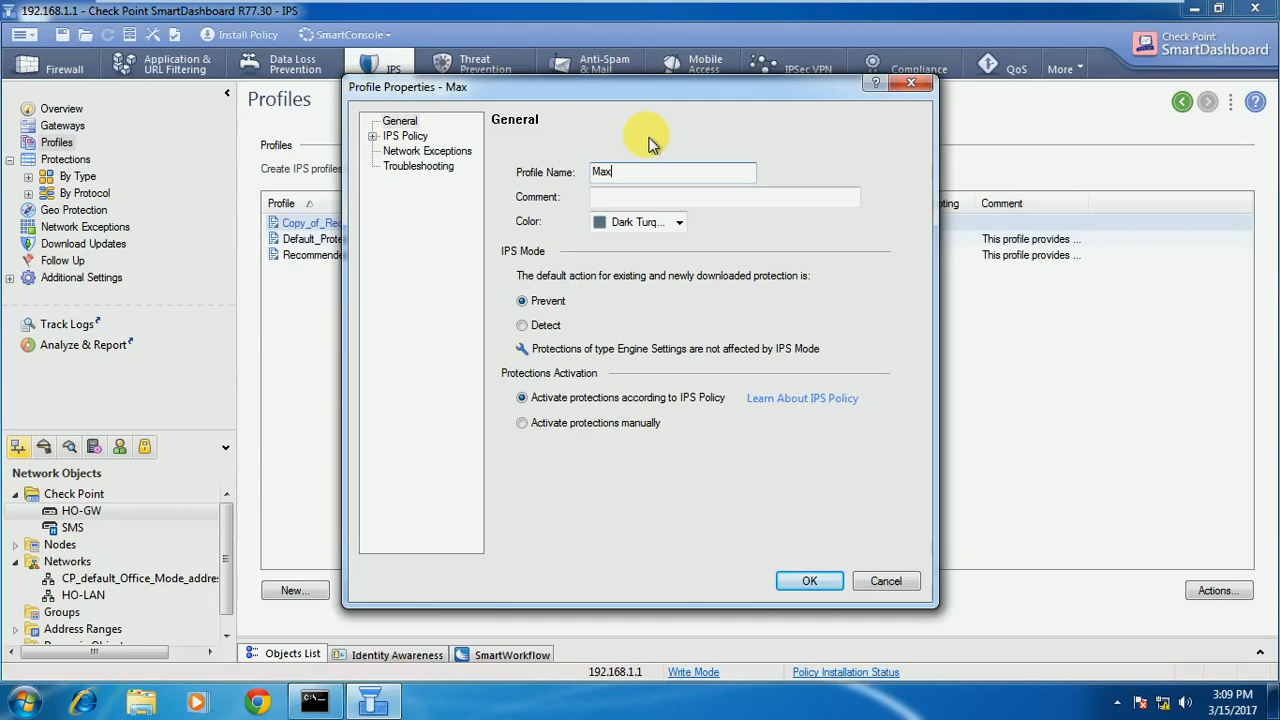 192.168.1.1 - Check Point SmartDashboard R77.30 - IPS
Install Policy
SmartConsole
Check Point
SmartDashboard
Firewall
Application &
URL Filtering
Data Loss
Prevention
IPS
Threat
Prevention
Anti-Spam
& Mail
Mobile
Access
IPSec VPN
Compliance
QoS
More
Overview
Gateways
Profiles
Protections
By Type
By Protocol
Geo Protection
Network Exceptions
Download Updates
Follow Up
Additional Settings
Track Logs
Analyze & Report
Profiles
Profiles
Create IPS profiles
Profile
Copy_of_Rec
Default_Prote
Recommende
Comment
This profile provides ...
This profile provides ...
New...
Actions...
Profile Properties - Max
General
IPS Policy
Network Exceptions
Troubleshooting
General
Profile Name: Max
Comment:
Color: Dark Turq...
IPS Mode
The default action for existing and newly downloaded protection is:
Prevent
Detect
Protections of type Engine Settings are not affected by IPS Mode
Protections Activation
Activate protections according to IPS Policy
Learn About IPS Policy
Activate protections manually
OK
Cancel
Network Objects
Check Point
HO-GW
SMS
Nodes
Networks
CP_default_Office_Mode_addre
HO-LAN
Groups
Address Ranges
Objects List
Identity Awareness
SmartWorkflow
192.168.1.1
Write Mode
Policy Installation Status
3:09 PM
3/15/2017